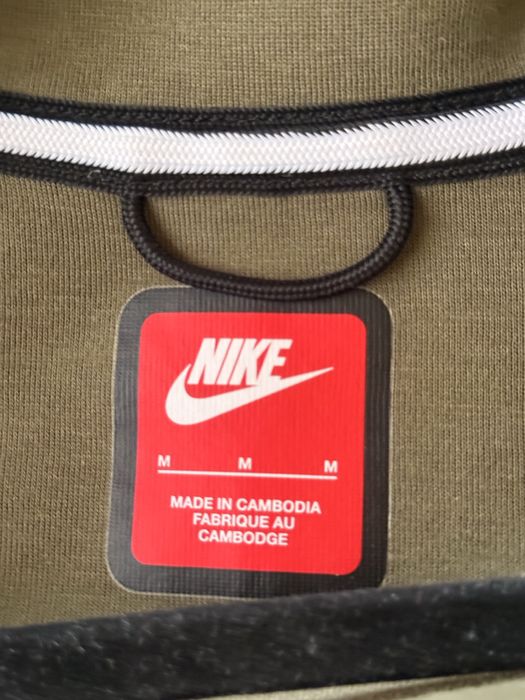 NIKE
M M M
MADE IN CAMBODIA
FABRIQUE AU
CAMBODGE